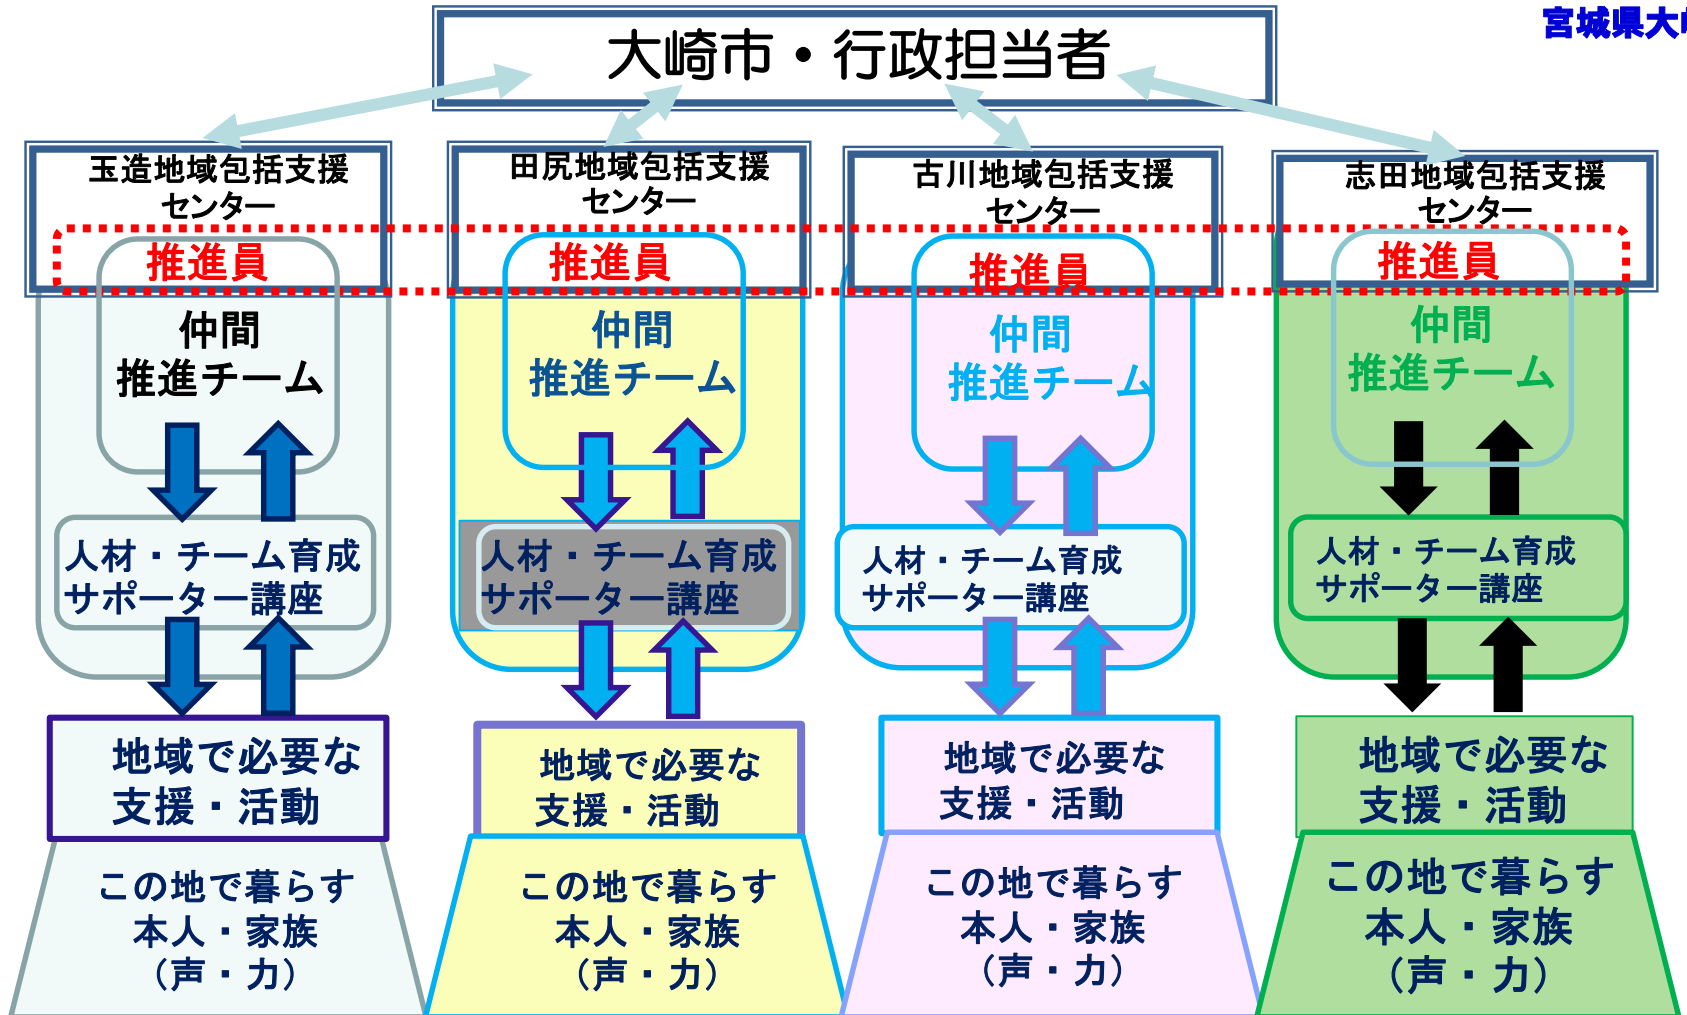 宮城県大
大崎市・行政担当者
玉造地域包括支援
センター
推進員
仲間
推進チーム
人材・チーム育成
サポーター講座
地域で必要な
支援・活動
この地で暮らす
本人・家族
（声・力）
田尻地域包括支援
センター
推進員
仲間
推進チーム
人材・チーム育成
サポーター講座
地域で必要な
支援・活動
この地で暮らす
本人・家族
（声・力）
古川地域包括支援
センター
推進員
仲間
推進チーム
人材・チーム育成
サポーター講座
地域で必要な
支援・活動
この地で暮らす
本人・家族
（声・力）
志田地域包括支援
センター
推進員
仲間
推進チーム
人材・チーム育成
サポーター講座
地域で必要な
支援・活動
この地で暮らす
本人・家族
（声・力）